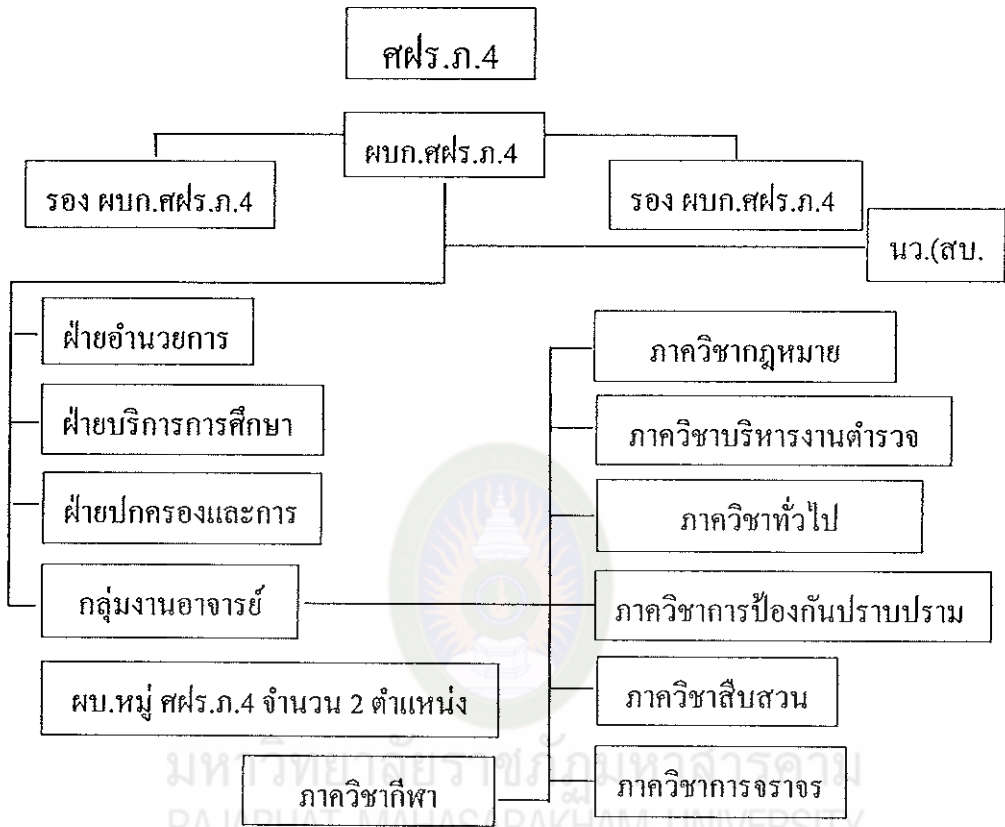 ศฝร.ภ.4
ผบก.ศฝร.ภ.4
รอง ผบก.ศฝร.ภ.4
รอง ผบก.ศฝร.ภ.4
นว.(สบ.
ฝ่ายอำนวยการ
ฝ่ายบริการการศึกษา
ฝ่ายปกครองและการ
กลุ่มงานอาจารย์
ผบ.หมู่ ศฝร.ภ.4 จำนวน 2 ตำแหน่ง
ภาควิชากฎหมาย
ภาควิชาบริหารงานตำรวจ
ภาควิชาทั่วไป
ภาควิชาการป้องกันปราบปราม
ภาควิชาสืบสวน
ภาควิชาการจราจร
ภาควิชากีฬา
มหาวิทยาลัยราชภัฏมหาสารคาม
RAJABHAT MAHASARAKHAM UNIVERSITY